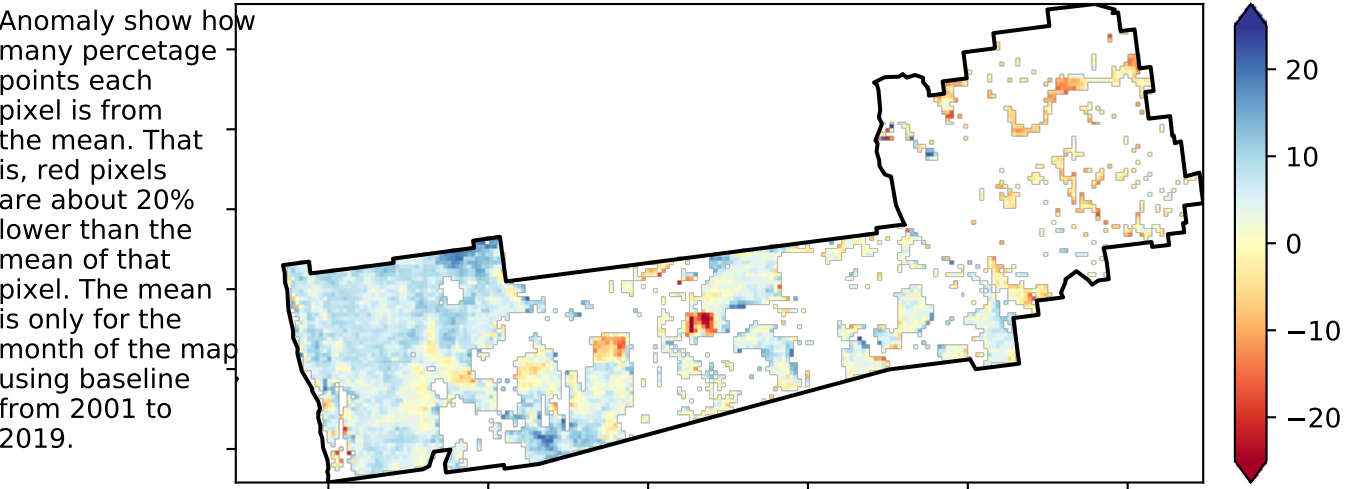 Anomaly show how
many percetage
points each
pixel is from
the mean. That
is, red pixels
are about 20%
lower than the
mean of that
pixel. The mean
is only for the
month of the map
using baseline
from 2001 to
2019.
20
10
0
−10
−20